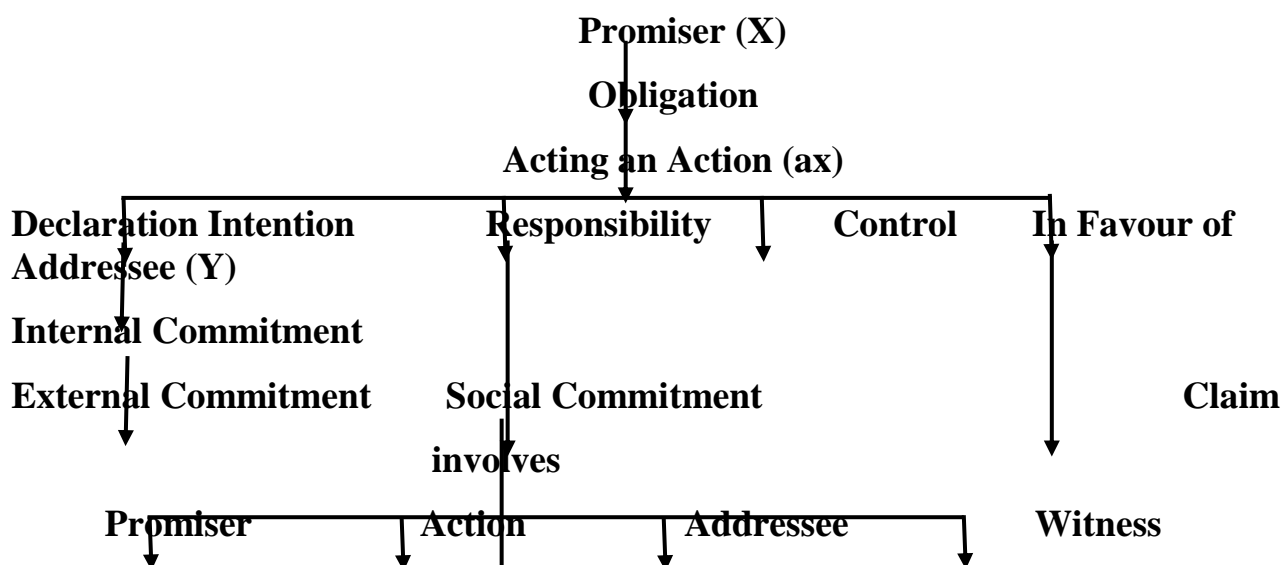 Promiser (X)
Obligation
Acting an Action (ax)
Declaration Intention Responsibility Control In Favour of
Addressee (Y)
Internal Commitment
External Commitment Social Commitment Claim
involves
Promiser Action Addressee Witness